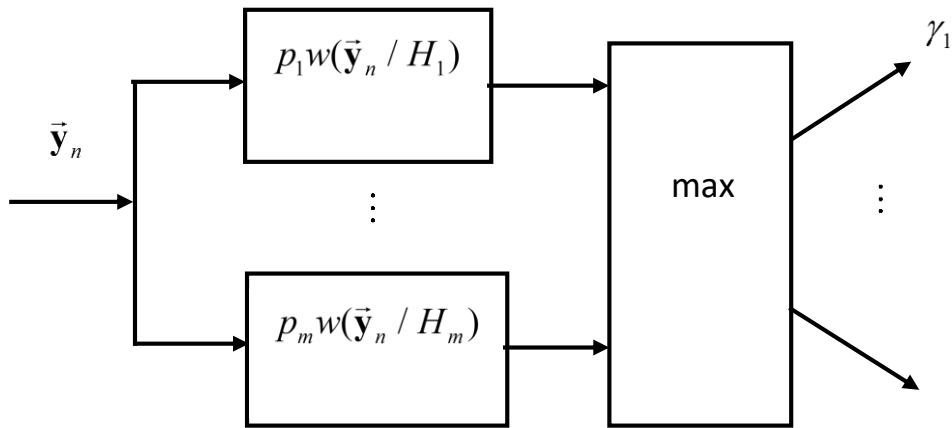 p₁w(y⃗ₙ / H₁)
γ₁
y⃗ₙ
⋮
max
⋮
pₘw(y⃗ₙ / Hₘ)